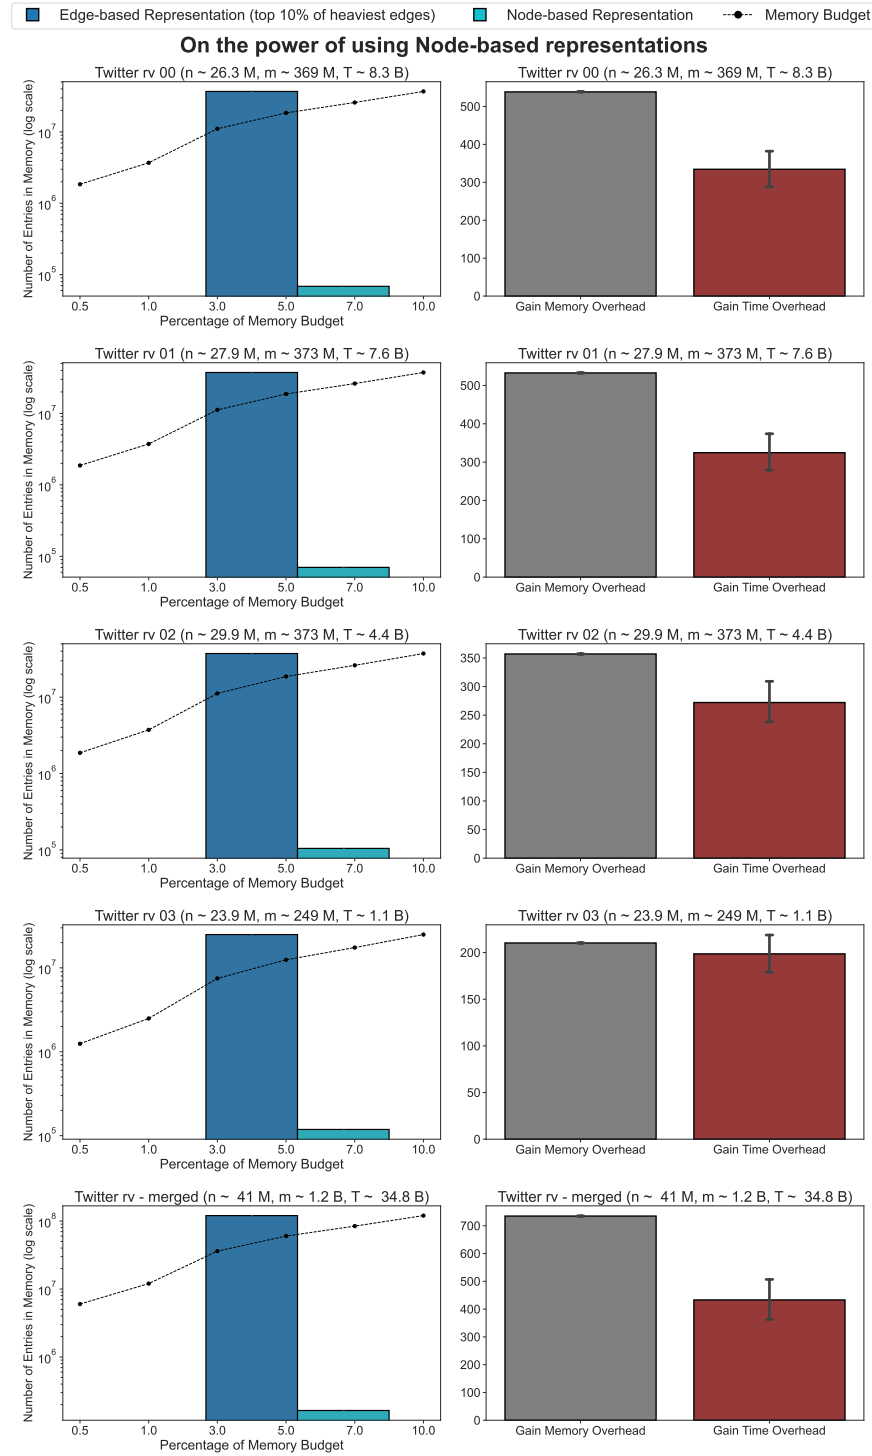 Edge-based Representation (top 10% of heaviest edges) Node-based Representation Memory Budget
On the power of using Node-based representations
Twitter rv 00 (n ~ 26.3 M, m ~ 369 M, T ~ 8.3 B)
Number of Entries in Memory (log scale)
10^7
10^6
10^5
0.5 1.0 3.0 5.0 7.0 10.0
Percentage of Memory Budget
Twitter rv 00 (n ~ 26.3 M, m ~ 369 M, T ~ 8.3 B)
500
400
300
200
100
0
Gain Memory Overhead Gain Time Overhead
Twitter rv 01 (n ~ 27.9 M, m ~ 373 M, T ~ 7.6 B)
Number of Entries in Memory (log scale)
10^7
10^6
10^5
0.5 1.0 3.0 5.0 7.0 10.0
Percentage of Memory Budget
Twitter rv 01 (n ~ 27.9 M, m ~ 373 M, T ~ 7.6 B)
500
400
300
200
100
0
Gain Memory Overhead Gain Time Overhead
Twitter rv 02 (n ~ 29.9 M, m ~ 373 M, T ~ 4.4 B)
Number of Entries in Memory (log scale)
10^7
10^6
10^5
0.5 1.0 3.0 5.0 7.0 10.0
Percentage of Memory Budget
Twitter rv 02 (n ~ 29.9 M, m ~ 373 M, T ~ 4.4 B)
350
300
250
200
150
100
50
0
Gain Memory Overhead Gain Time Overhead
Twitter rv 03 (n ~ 23.9 M, m ~ 249 M, T ~ 1.1 B)
Number of Entries in Memory (log scale)
10^7
10^6
10^5
0.5 1.0 3.0 5.0 7.0 10.0
Percentage of Memory Budget
Twitter rv 03 (n ~ 23.9 M, m ~ 249 M, T ~ 1.1 B)
200
150
100
50
0
Gain Memory Overhead Gain Time Overhead
Twitter rv - merged (n ~ 41 M, m ~ 1.2 B, T ~ 34.8 B)
Number of Entries in Memory (log scale)
10^8
10^7
10^6
0.5 1.0 3.0 5.0 7.0 10.0
Percentage of Memory Budget
Twitter rv - merged (n ~ 41 M, m ~ 1.2 B, T ~ 34.8 B)
700
600
500
400
300
200
100
0
Gain Memory Overhead Gain Time Overhead